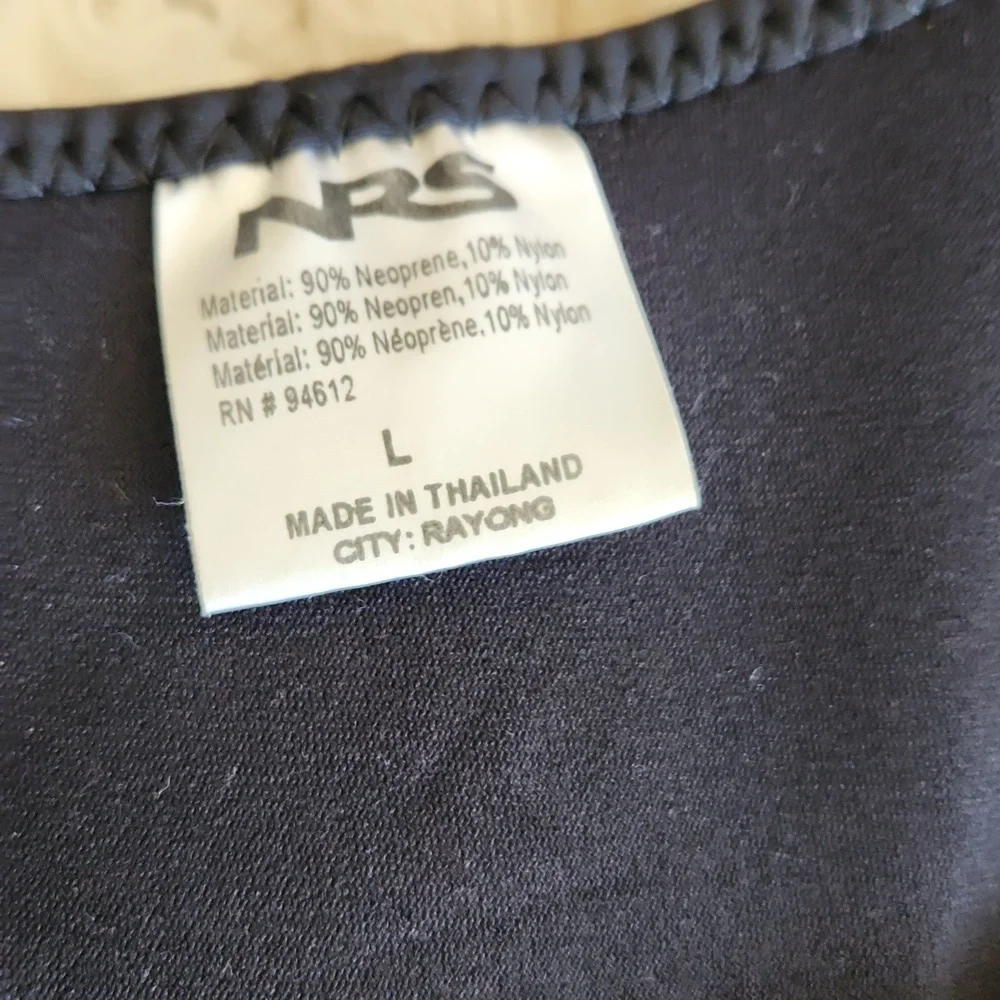 NRS
Material: 90% Neoprene,10% Nylon
Material: 90% Neopren,10% Nylon
Matérial: 90% Néoprène,10% Nylon
RN # 94612
L
MADE IN THAILAND
CITY: RAYONG